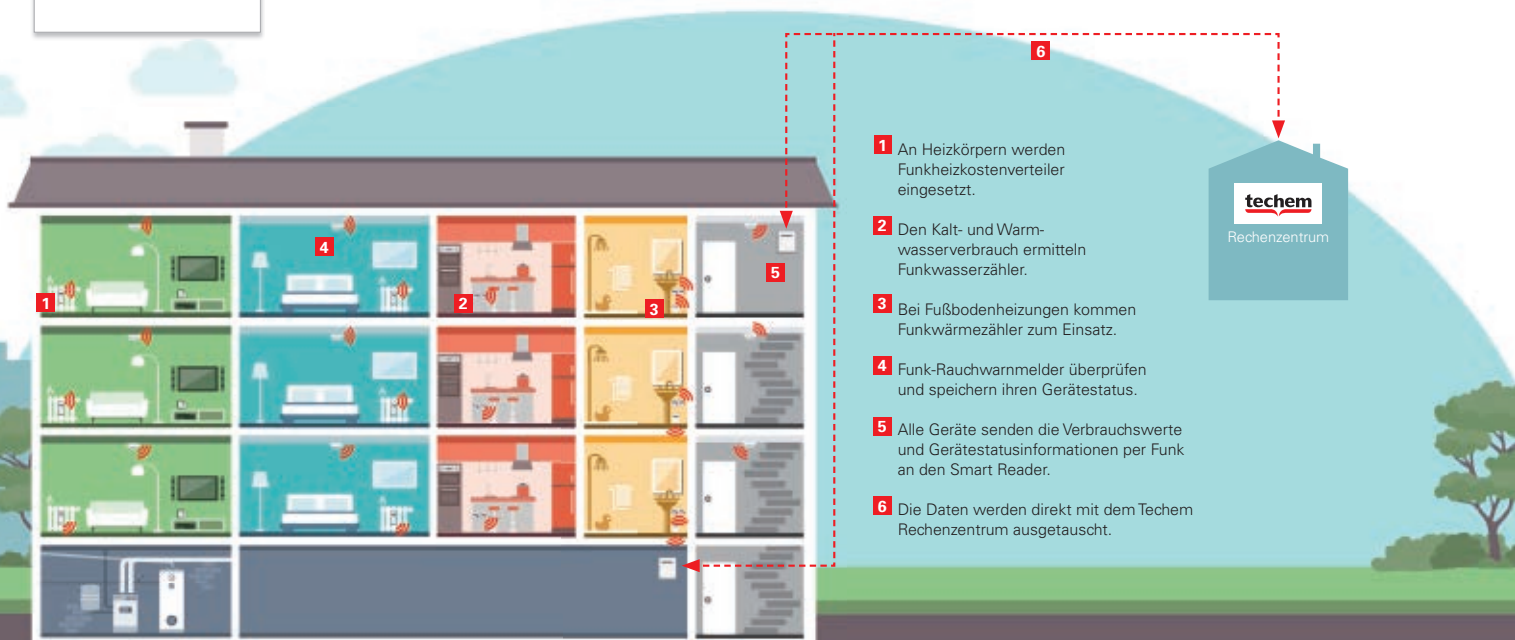 6
1 An Heizkörpern werden
Funkheizkostenverteiler
eingesetzt.
2 Den Kalt- und Warm-
wasserverbrauch ermitteln
Funkwasserzähler.
3 Bei Fußbodenheizungen kommen
Funkwärmezähler zum Einsatz.
4 Funk-Rauchwarnmelder überprüfen
und speichern ihren Gerätestatus.
5 Alle Geräte senden die Verbrauchswerte
und Gerätestatusinformationen per Funk
an den Smart Reader.
6 Die Daten werden direkt mit dem Techem
Rechenzentrum ausgetauscht.
techem
Rechenzentrum
4
5
1
2
3